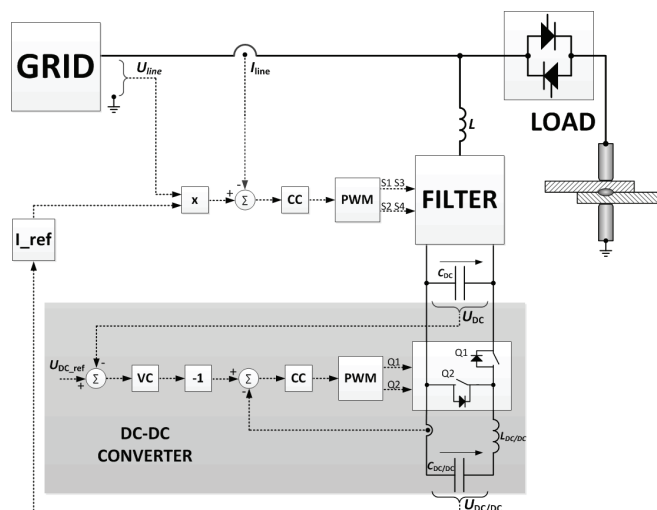 GRID
U_line
I_line
LOAD
L
x
+
-
Σ
CC
PWM
S1 S3
S2 S4
FILTER
I_ref
C_DC
U_DC
U_DC_ref
+
-
Σ
VC
-1
+
-
Σ
CC
PWM
Q1
Q2
Q1
Q2
DC-DC
CONVERTER
L_DC/DC
C_DC/DC
U_DC/DC